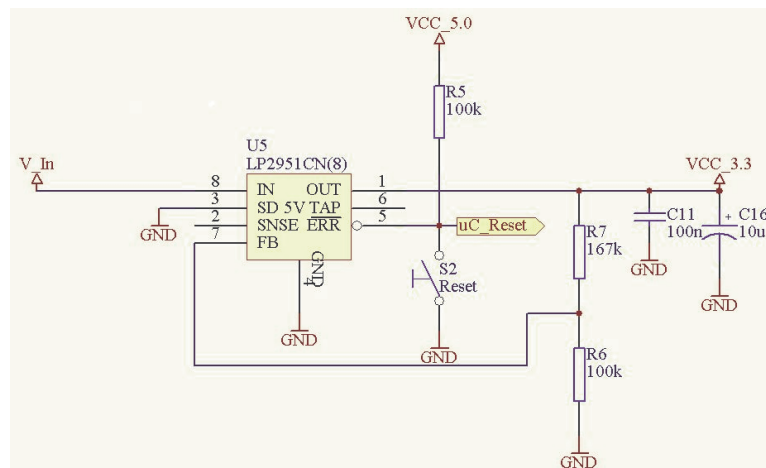 VCC_5.0
R5
100k
U5
LP2951CN(8)
V_In
VCC_3.3
8 IN OUT 1
3 SD 5V TAP 6
2 SNSE ERR 5
7 FB
GND
4
GND
uC_Reset
S2
Reset
R7
167k
C11
100n
C16
10u
+
GND
GND
GND
GND
R6
100k
GND